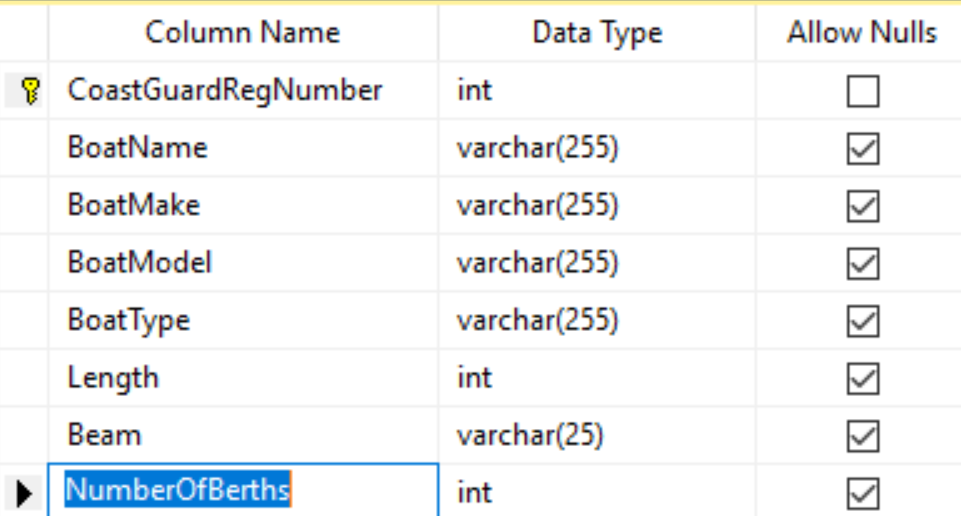 Column Name Data Type Allow Nulls
CoastGuardRegNumber int
BoatName varchar(255)
BoatMake varchar(255)
BoatModel varchar(255)
BoatType varchar(255)
Length int
Beam varchar(25)
NumberOfBerths int